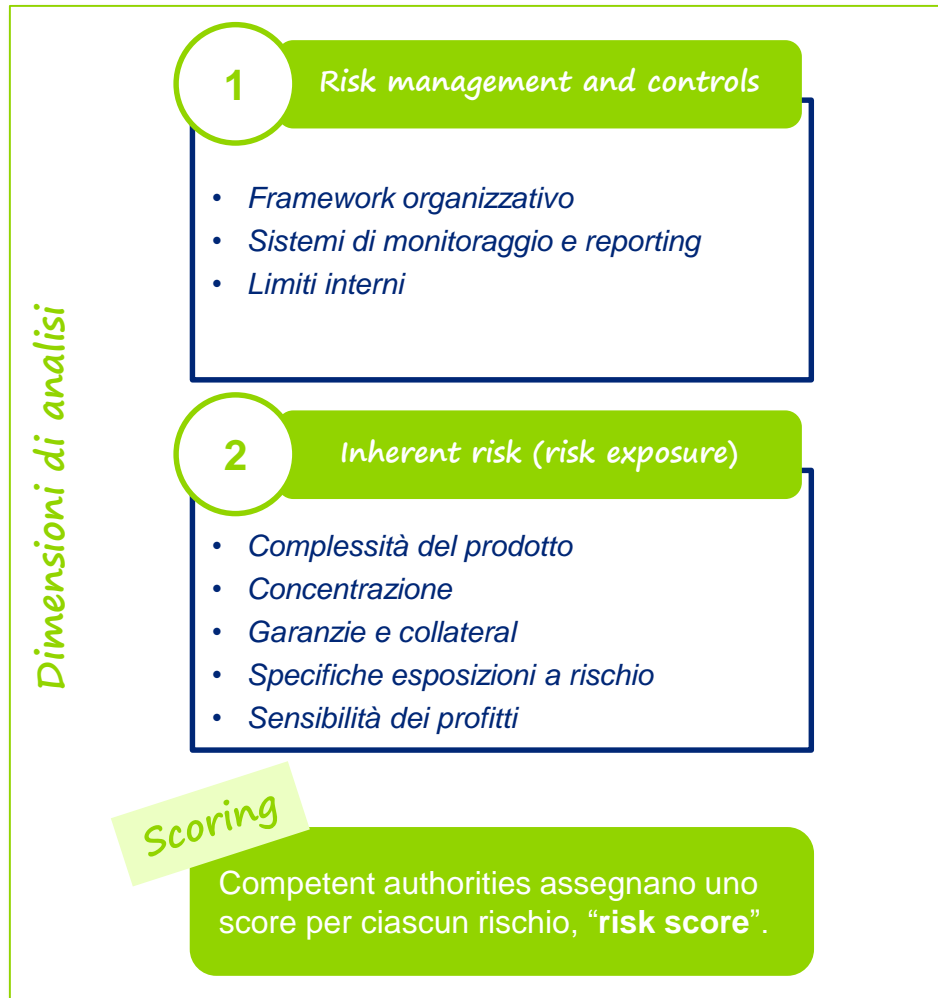 Dimensioni di analisi
1
Risk management and controls
• Framework organizzativo
• Sistemi di monitoraggio e reporting
• Limiti interni
2
Inherent risk (risk exposure)
• Complessità del prodotto
• Concentrazione
• Garanzie e collateral
• Specifiche esposizioni a rischio
• Sensibilità dei profitti
Scoring
Competent authorities assegnano uno
score per ciascun rischio, “risk score”.